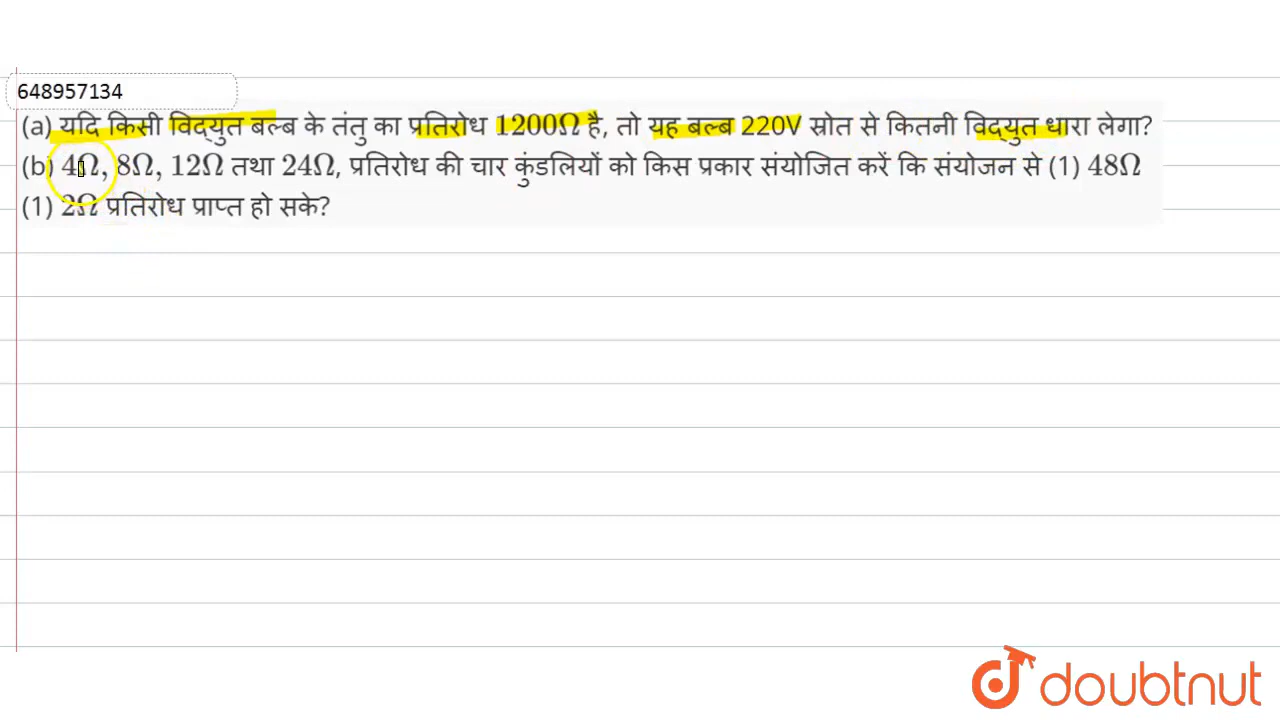 648957134
(a) यदि किसी विद्युत बल्ब के तंतु का प्रतिरोध 1200Ω है, तो यह बल्ब 220V स्रोत से कितनी विद्युत धारा लेगा?
(b) 4Ω, 8Ω, 12Ω तथा 24Ω, प्रतिरोध की चार कुंडलियों को किस प्रकार संयोजित करें कि संयोजन से (1) 48Ω
(1) 2Ω प्रतिरोध प्राप्त हो सके?
doubtnut